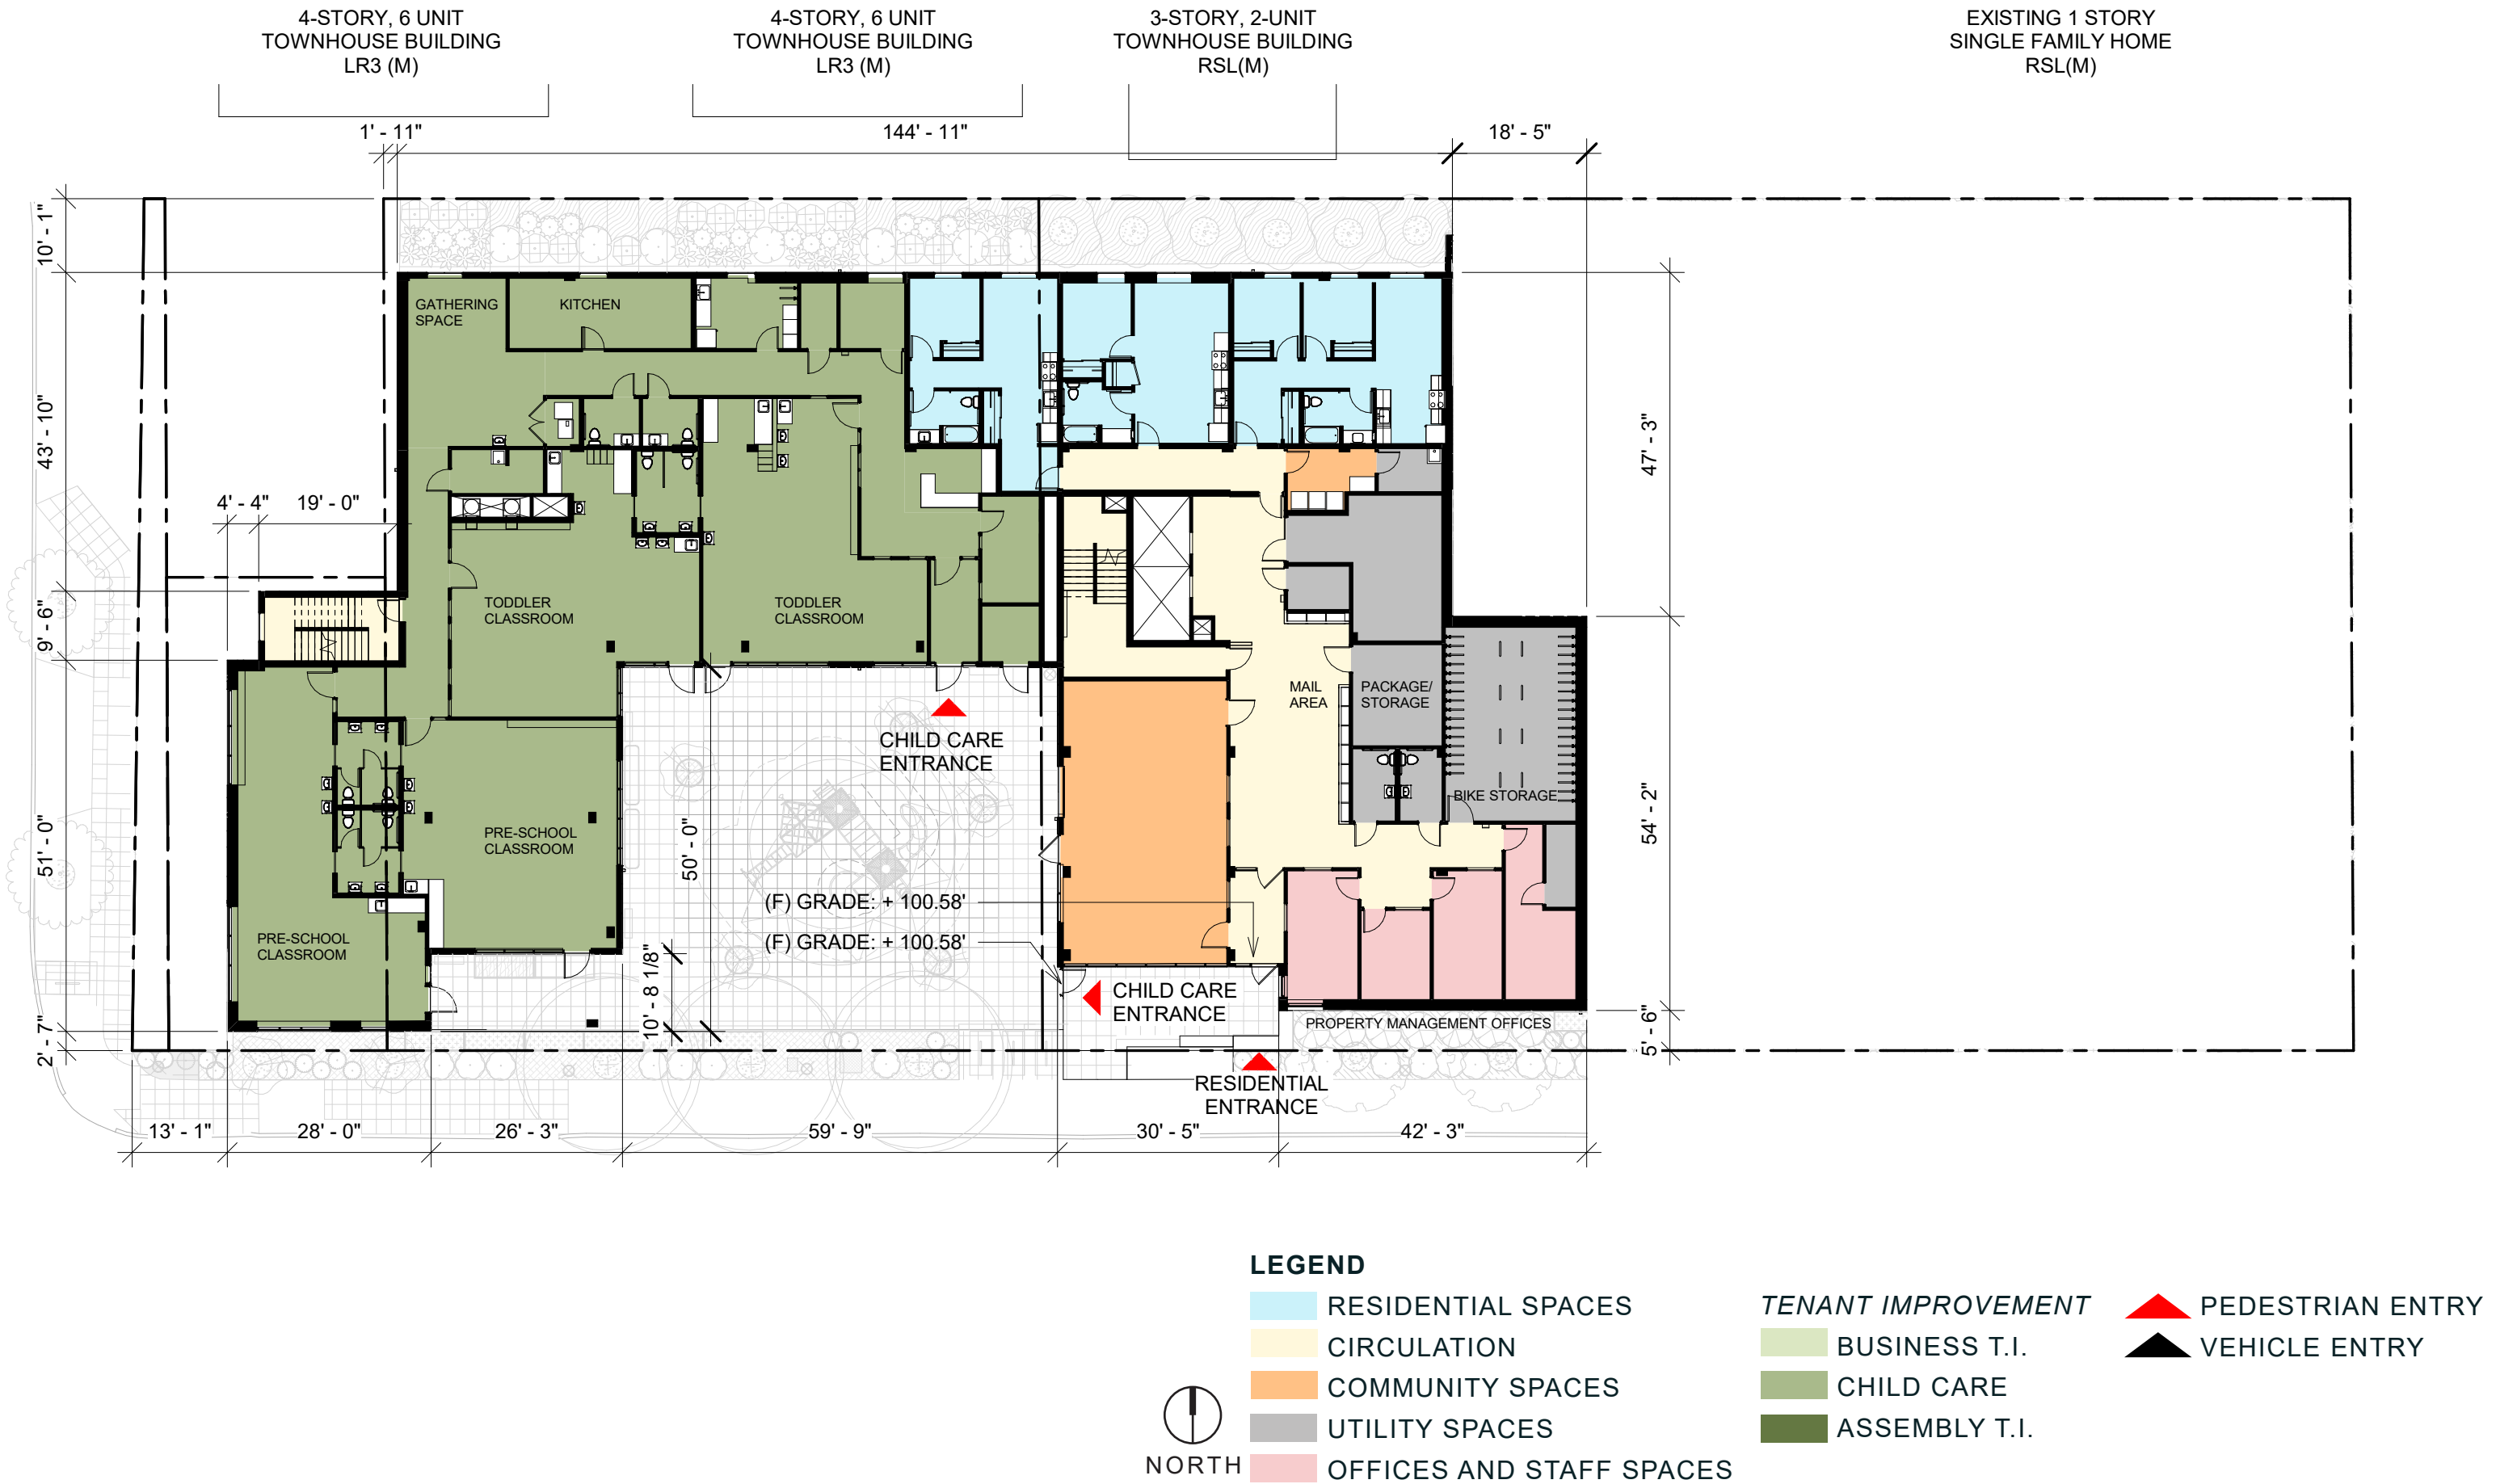 4-STORY, 6 UNIT
TOWNHOUSE BUILDING
LR3 (M)
4-STORY, 6 UNIT
TOWNHOUSE BUILDING
LR3 (M)
3-STORY, 2-UNIT
TOWNHOUSE BUILDING
RSL(M)
EXISTING 1 STORY
SINGLE FAMILY HOME
RSL(M)
1' - 11"
144' - 11"
18' - 5"
10' - 1"
43' - 10"
9' - 6"
51' - 0"
2' - 7"
4' - 4"
19' - 0"
GATHERING
SPACE
KITCHEN
TODDLER
CLASSROOM
TODDLER
CLASSROOM
PRE-SCHOOL
CLASSROOM
PRE-SCHOOL
CLASSROOM
MAIL
AREA
PACKAGE/
STORAGE
BIKE STORAGE
47' - 3"
54' - 2"
5' - 6"
CHILD CARE
ENTRANCE
50' - 0"
10' - 8 1/8"
(F) GRADE: + 100.58'
(F) GRADE: + 100.58'
CHILD CARE
ENTRANCE
PROPERTY MANAGEMENT OFFICES
RESIDENTIAL
ENTRANCE
13' - 1"
28' - 0"
26' - 3"
59' - 9"
30' - 5"
42' - 3"
LEGEND
RESIDENTIAL SPACES
CIRCULATION
COMMUNITY SPACES
UTILITY SPACES
OFFICES AND STAFF SPACES
TENANT IMPROVEMENT
BUSINESS T.I.
CHILD CARE
ASSEMBLY T.I.
PEDESTRIAN ENTRY
VEHICLE ENTRY
NORTH